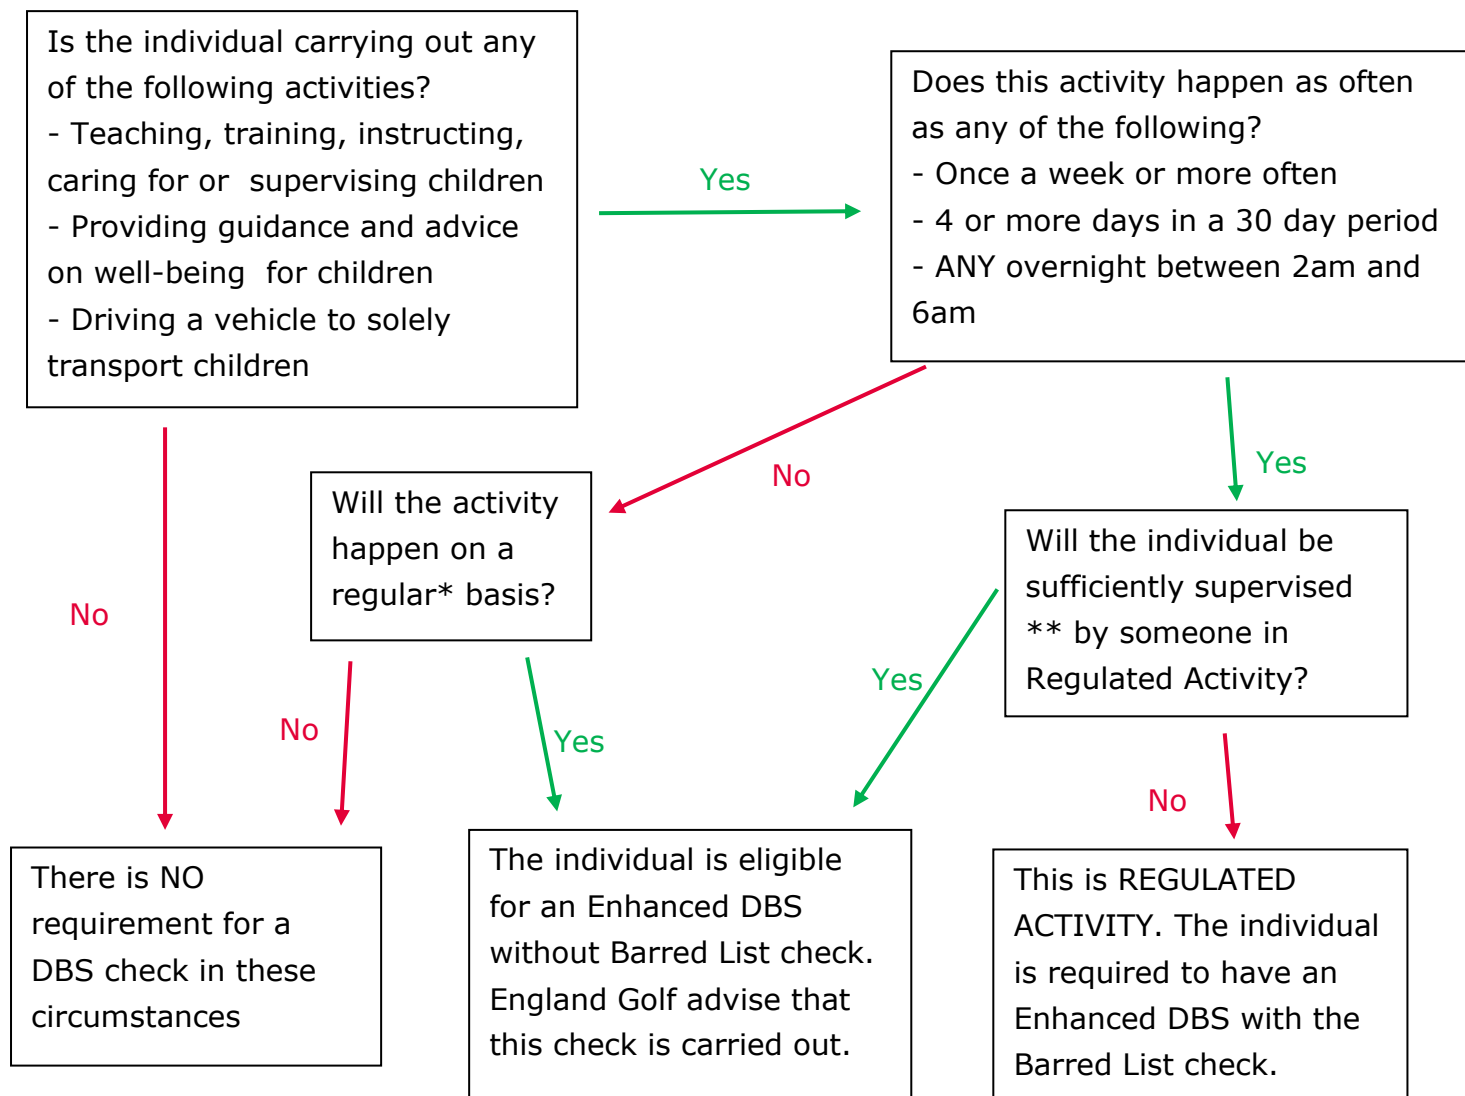 Is the individual carrying out any
of the following activities?
- Teaching, training, instructing,
caring for or supervising children
- Providing guidance and advice
on well-being for children
- Driving a vehicle to solely
transport children
Yes
Does this activity happen as often
as any of the following?
- Once a week or more often
- 4 or more days in a 30 day period
- ANY overnight between 2am and
6am
No
Will the activity
happen on a
regular* basis?
No
Yes
Will the individual be
sufficiently supervised
** by someone in
Regulated Activity?
No
Yes
Yes
No
There is NO
requirement for a
DBS check in these
circumstances
The individual is eligible
for an Enhanced DBS
without Barred List check.
England Golf advise that
this check is carried out.
This is REGULATED
ACTIVITY. The individual
is required to have an
Enhanced DBS with the
Barred List check.